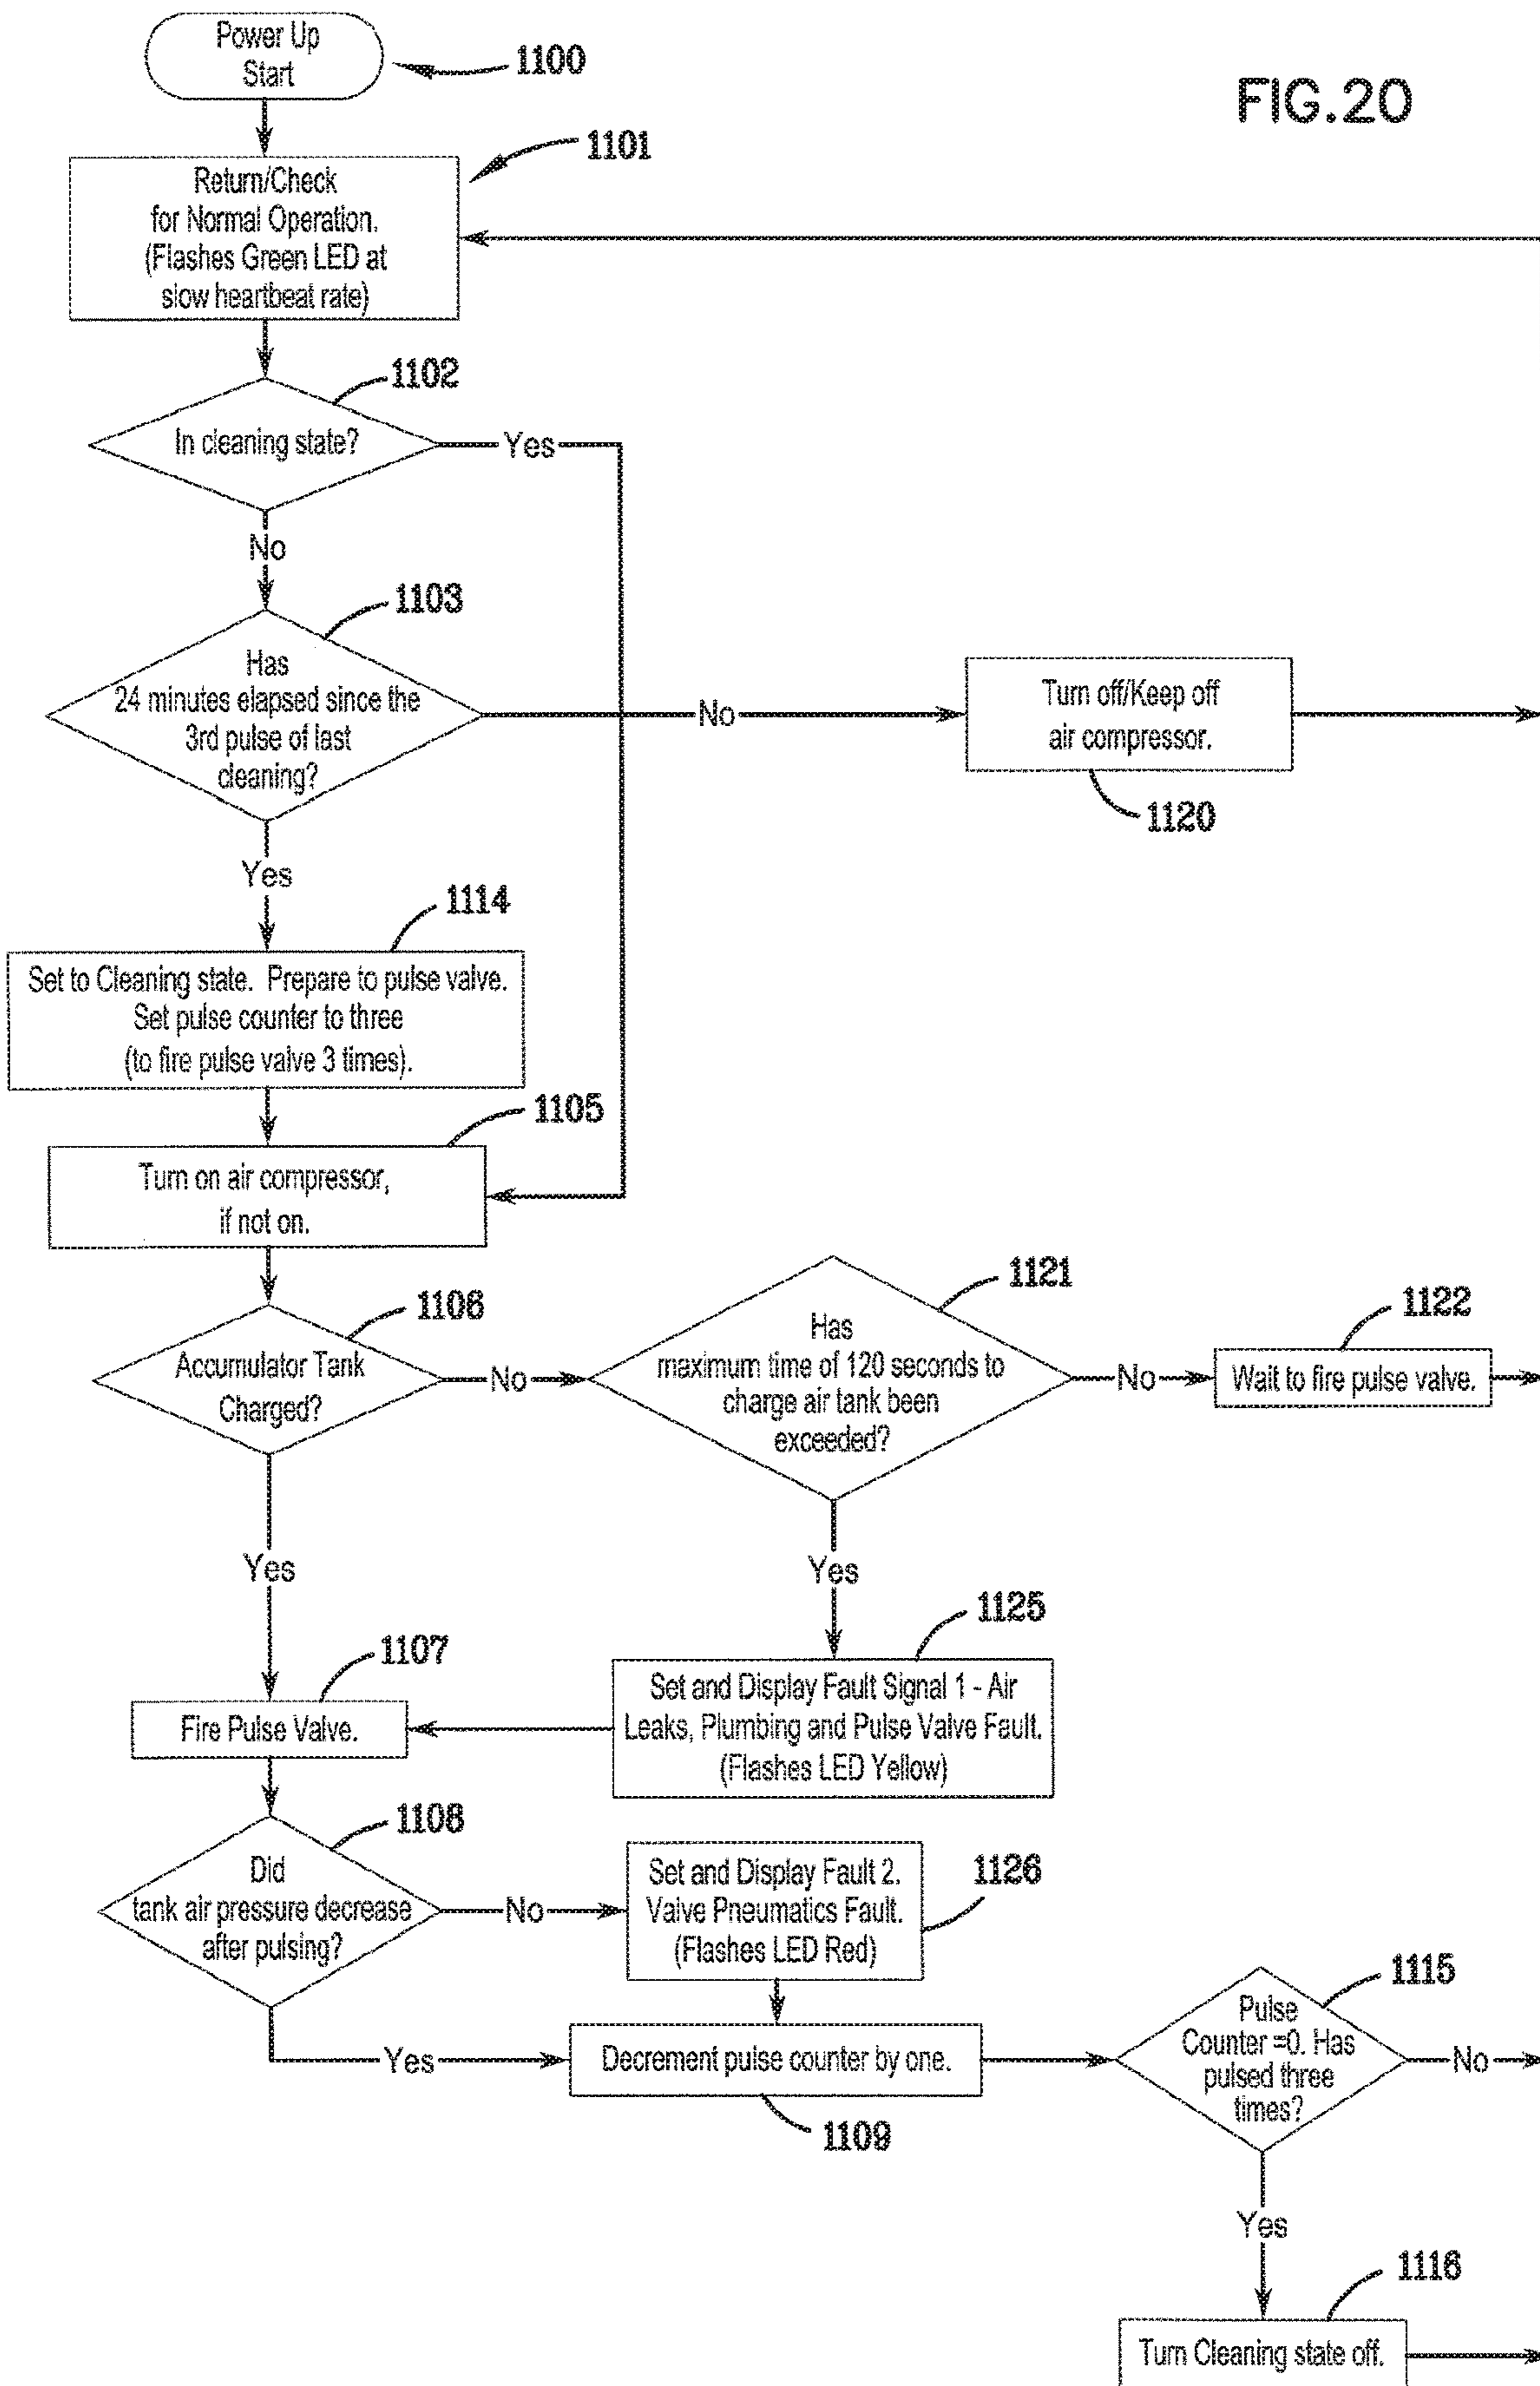 Power Up
Start
1100
FIG.20
1101
Return/Check
for Normal Operation.
(Flashes Green LED at
slow heartbeat rate)
1102
In cleaning state?
Yes
No
1103
Has
24 minutes elapsed since the
3rd pulse of last
cleaning?
No
Turn off/Keep off
air compressor.
1120
Yes
1114
Set to Cleaning state. Prepare to pulse valve.
Set pulse counter to three
(to fire pulse valve 3 times).
1105
Turn on air compressor,
if not on.
1106
Accumulator Tank
Charged?
No
1121
Has
maximum time of 120 seconds to
charge air tank been
exceeded?
No
1122
Wait to fire pulse valve.
Yes
Yes
1125
Set and Display Fault Signal 1 - Air
Leaks, Plumbing and Pulse Valve Fault.
(Flashes LED Yellow)
1107
Fire Pulse Valve.
1108
Did
tank air pressure decrease
after pulsing?
No
Set and Display Fault 2.
Valve Pneumatics Fault.
(Flashes LED Red)
1126
Yes
Decrement pulse counter by one.
1109
1115
Pulse
Counter =0. Has
pulsed three
times?
No
Yes
1116
Turn Cleaning state off.